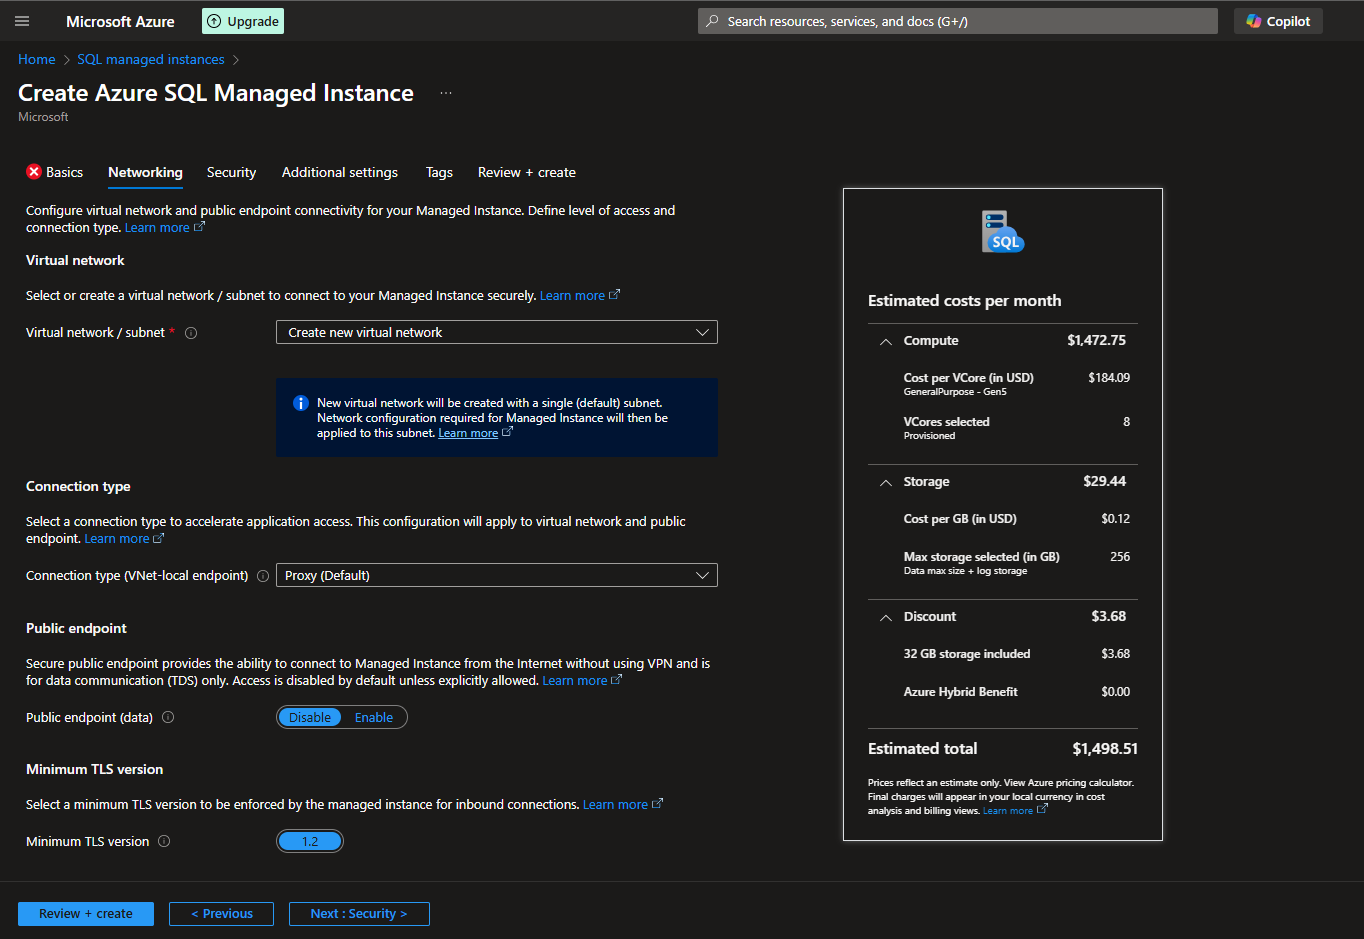 Microsoft Azure
Upgrade
Search resources, services, and docs (G+/)
Copilot
Home > SQL managed instances >
Create Azure SQL Managed Instance ...
Microsoft
Basics
Networking
Security
Additional settings
Tags
Review + create
Configure virtual network and public endpoint connectivity for your Managed Instance. Define level of access and
connection type. Learn more
Virtual network
Select or create a virtual network / subnet to connect to your Managed Instance securely. Learn more
Virtual network / subnet *
Create new virtual network
New virtual network will be created with a single (default) subnet.
Network configuration required for Managed Instance will then be
applied to this subnet. Learn more
Connection type
Select a connection type to accelerate application access. This configuration will apply to virtual network and public
endpoint. Learn more
Connection type (VNet-local endpoint)
Proxy (Default)
Public endpoint
Secure public endpoint provides the ability to connect to Managed Instance from the Internet without using VPN and is
for data communication (TDS) only. Access is disabled by default unless explicitly allowed. Learn more
Public endpoint (data)
Disable Enable
Minimum TLS version
Select a minimum TLS version to be enforced by the managed instance for inbound connections. Learn more
Minimum TLS version
1.2
SQL
Estimated costs per month
Compute $1,472.75
Cost per VCore (in USD) $184.09
GeneralPurpose - Gen5
VCores selected 8
Provisioned
Storage $29.44
Cost per GB (in USD) $0.12
Max storage selected (in GB) 256
Data max size + log storage
Discount $3.68
32 GB storage included $3.68
Azure Hybrid Benefit $0.00
Estimated total $1,498.51
Prices reflect an estimate only. View Azure pricing calculator.
Final charges will appear in your local currency in cost
analysis and billing views. Learn more
Review + create
< Previous
Next : Security >